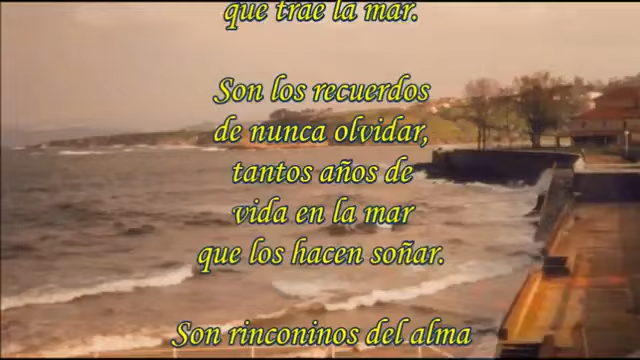 que trae la mar.
Son los recuerdos
de nunca olvidar,
tantos años de
vida en la mar
que los hacen soñar.
Son rinconinos del alma